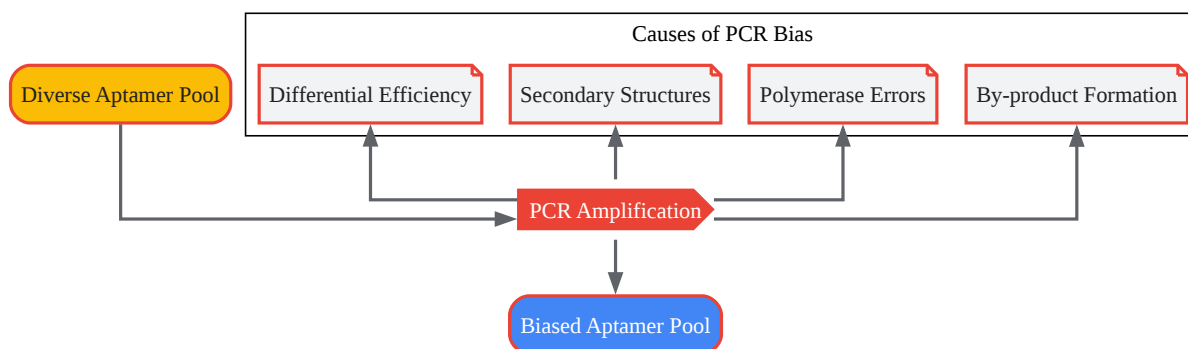 Causes of PCR Bias
Diverse Aptamer Pool
Differential Efficiency
Secondary Structures
Polymerase Errors
By-product Formation
PCR Amplification
Biased Aptamer Pool